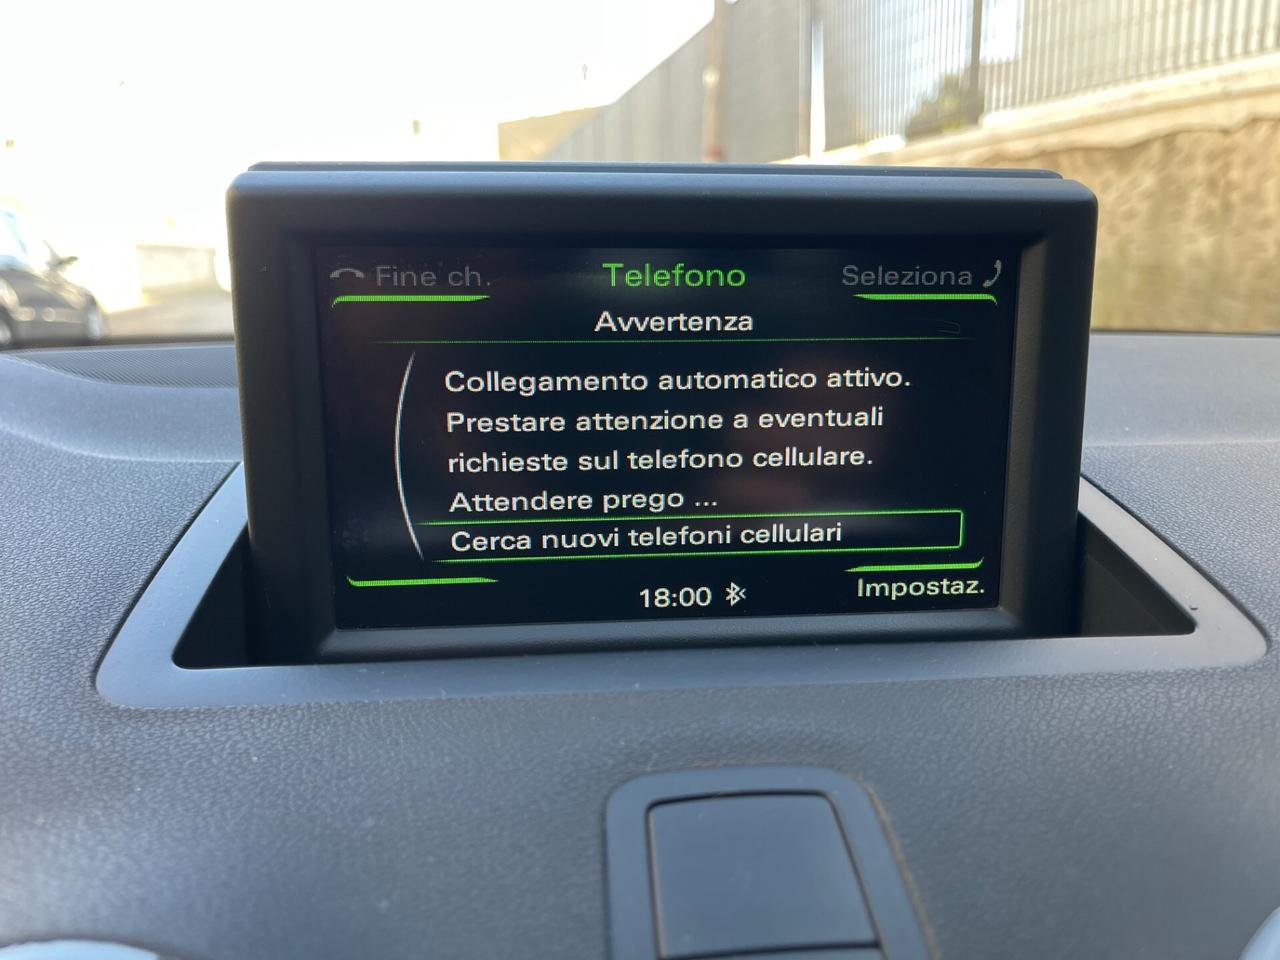 Fine ch. Telefono Seleziona
Avvertenza
Collegamento automatico attivo.
Prestare attenzione a eventuali
richieste sul telefono cellulare.
Attendere prego ...
Cerca nuovi telefoni cellulari
18:00 Impostaz.